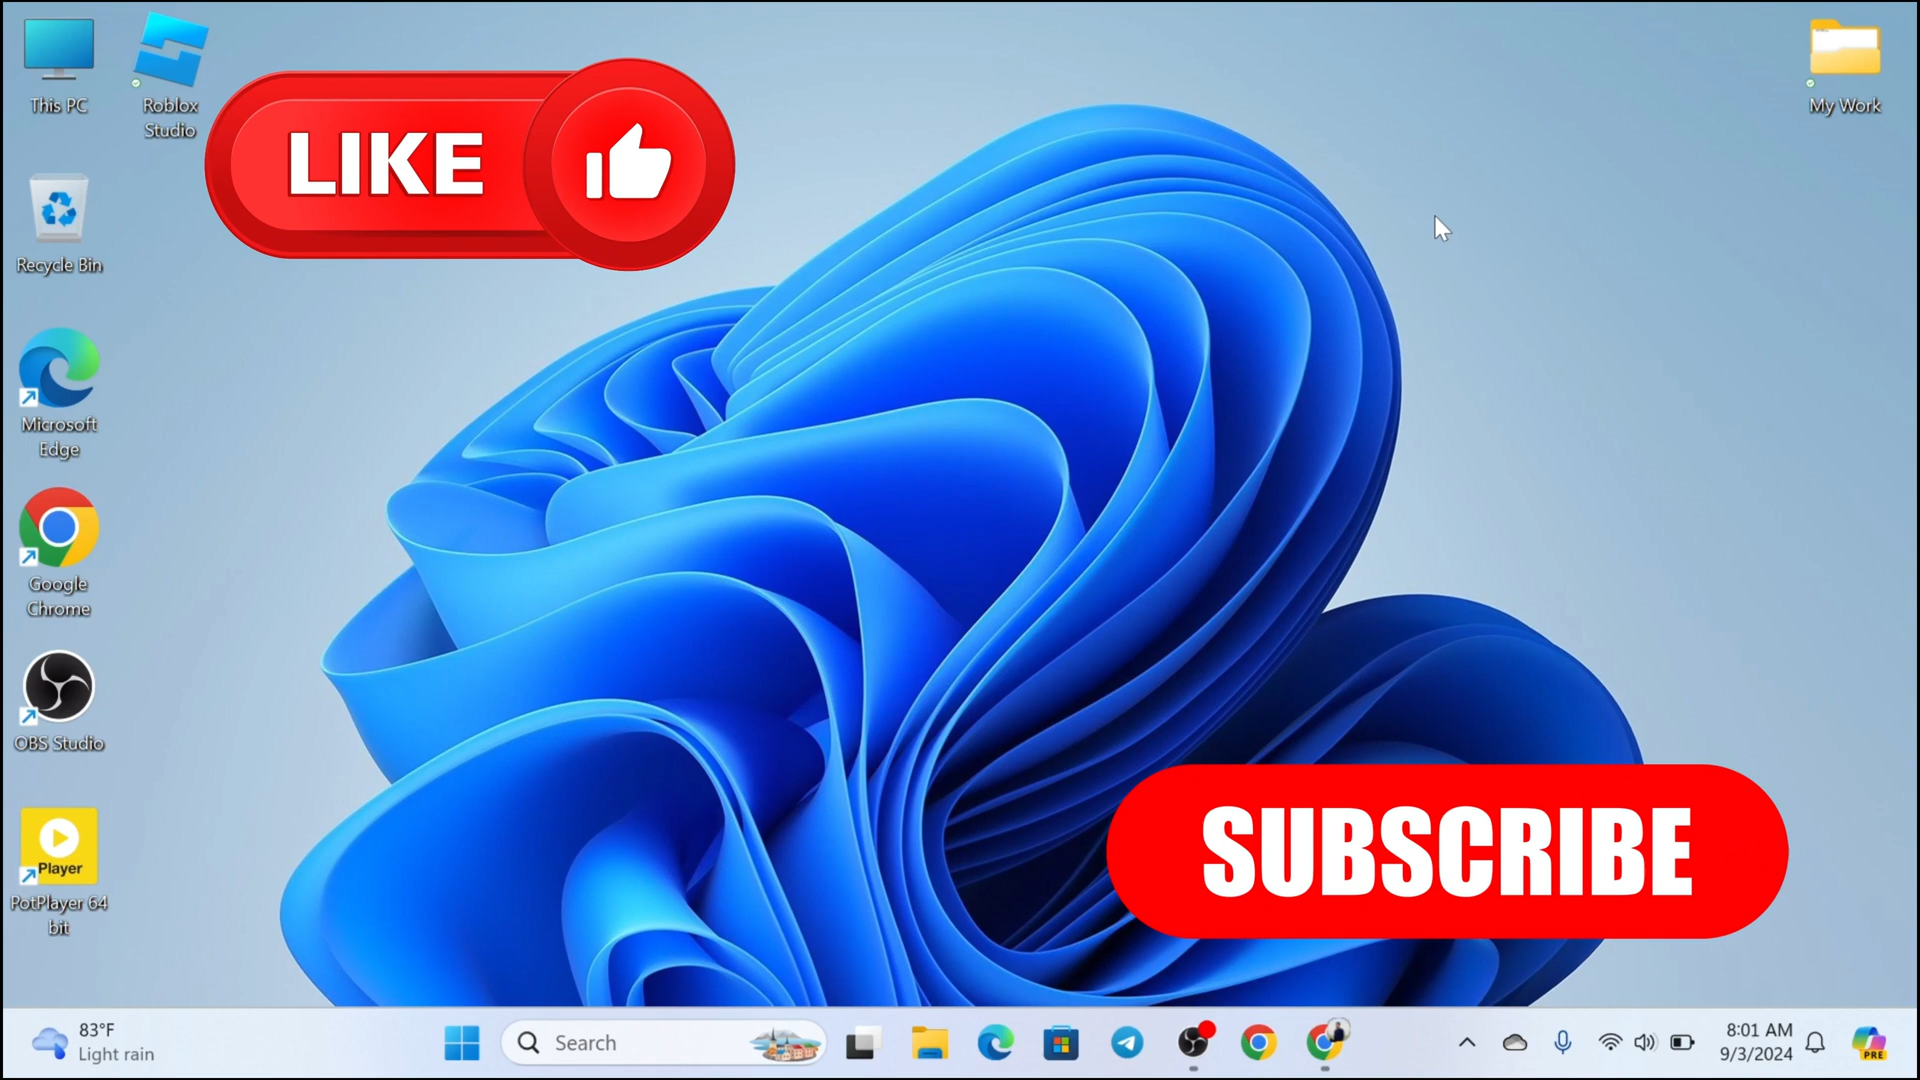 This PC
Roblox
Studio
LIKE
My Work
Recycle Bin
Microsoft
Edge
Google
Chrome
OBS Studio
Player
PotPlayer 64
bit
SUBSCRIBE
83°F
Light rain
Search
8:01 AM
9/3/2024
PRE